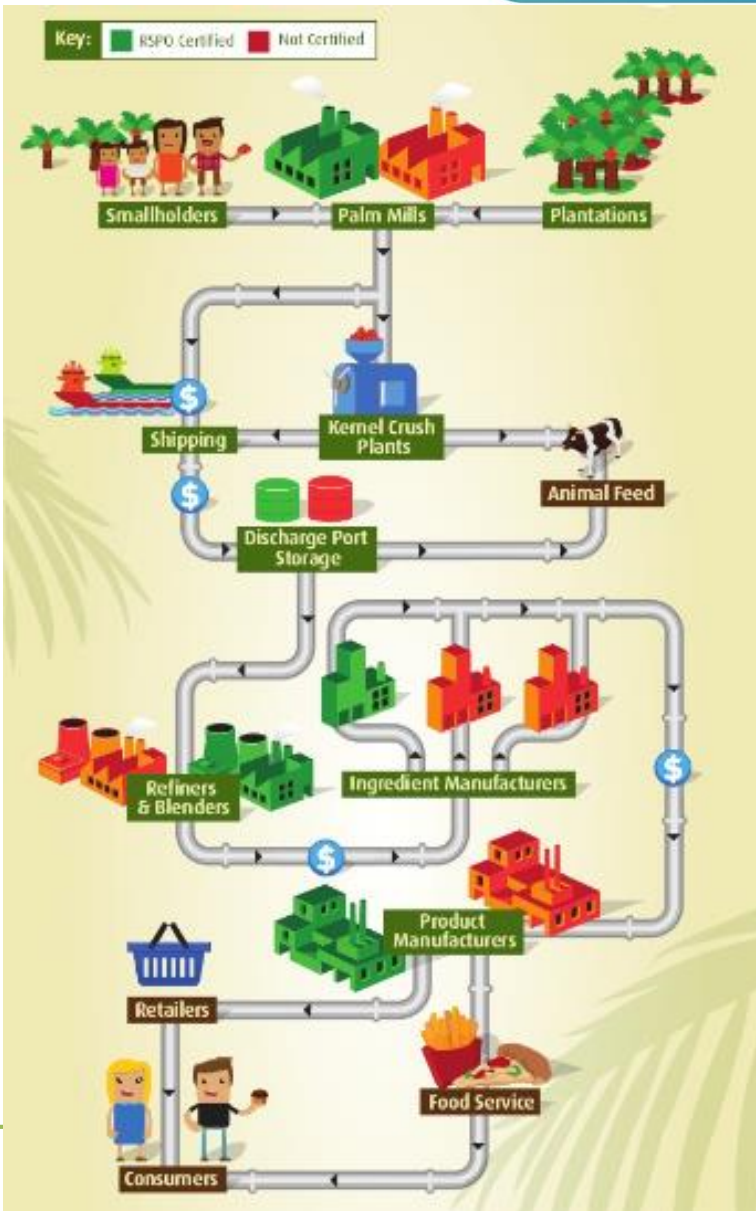 Key: RSPO Certified Not Certified
Smallholders Palm Mills Plantations
$
Shipping
Kernel Crush
Plants
Animal Feed
$
Discharge Port
Storage
Refiners
& Blenders
Ingredient Manufacturers
$
$
Product
Manufacturers
Retailers
Food Service
Consumers